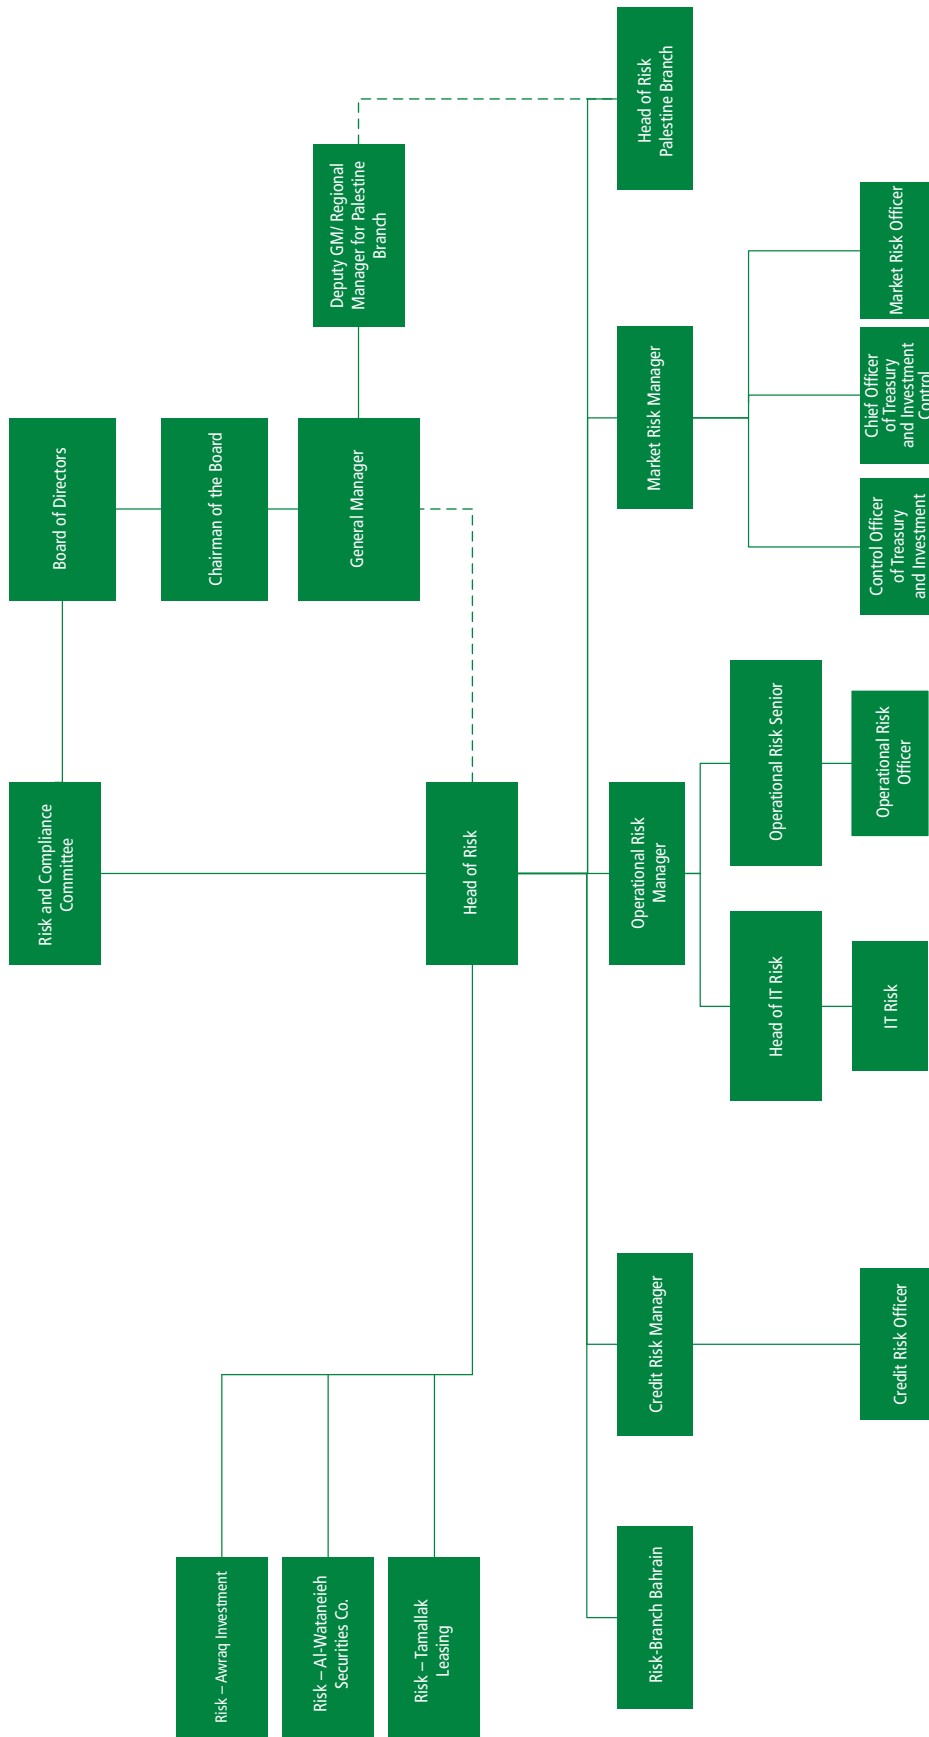 Risk and Compliance
Committee
Board of Directors
Chairman of the Board
Risk – Awraq Investment
Risk – Al-Wataneieh
Securities Co.
General Manager
Deputy GM/ Regional
Manager for Palestine
Branch
Risk – Tamallak
Leasing
Head of Risk
Risk-Branch Bahrain
Credit Risk Manager
Operational Risk
Manager
Market Risk Manager
Head of Risk
Palestine Branch
Head of IT Risk
Operational Risk Senior
Credit Risk Officer
IT Risk
Operational Risk
Officer
Control Officer
of Treasury
and Investment
Chief Officer
of Treasury
and Investment
Control
Market Risk Officer